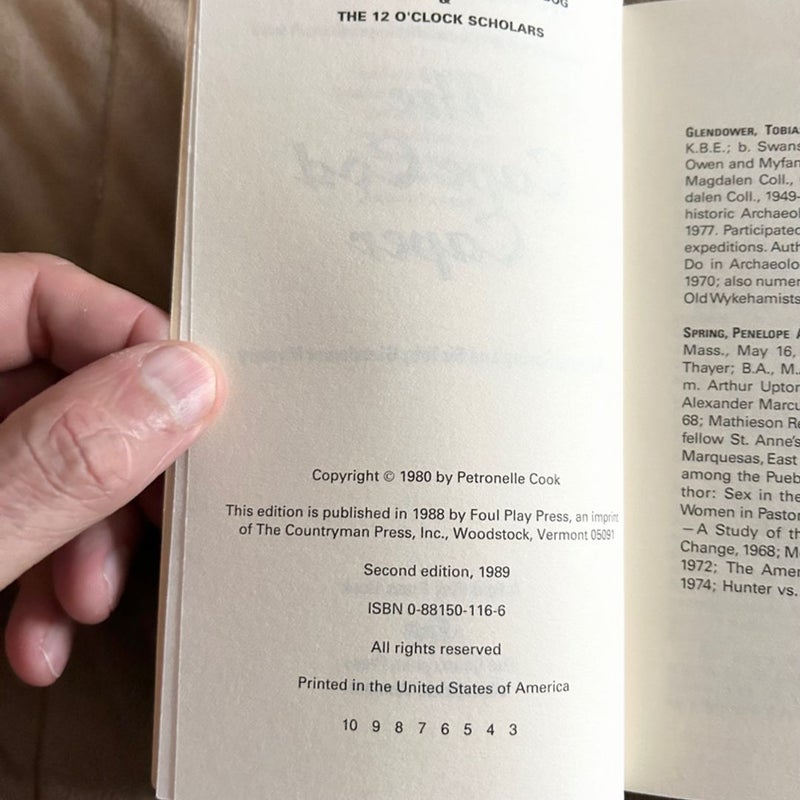 &
THE 12 O'CLOCK SCHOLARS
Copyright © 1980 by Petronelle Cook
This edition is published in 1988 by Foul Play Press, an imprint
of The Countryman Press, Inc., Woodstock, Vermont 05091
Second edition, 1989
ISBN 0-88150-116-6
All rights reserved
Printed in the United States of America
10 9 8 7 6 5 4 3
GLENDOWER, TOBIA
K.B.E.; b. Swans
Owen and Myfan
Magdalen Coll.,
dalen Coll., 1949-
historic Archaeol
1977. Participated
expeditions. Auth
Do in Archaeolo
1970; also numer
Old Wykehamists
SPRING, PENELOPE A
Mass., May 16,
Thayer; B.A., M.
m. Arthur Upton
Alexander Marcu
68; Mathieson Re
fellow St. Anne's
Marquesas, East
among the Pueb
thor: Sex in the
Women in Pastor
—A Study of th
Change, 1968; M
1972; The Amer
1974; Hunter vs.